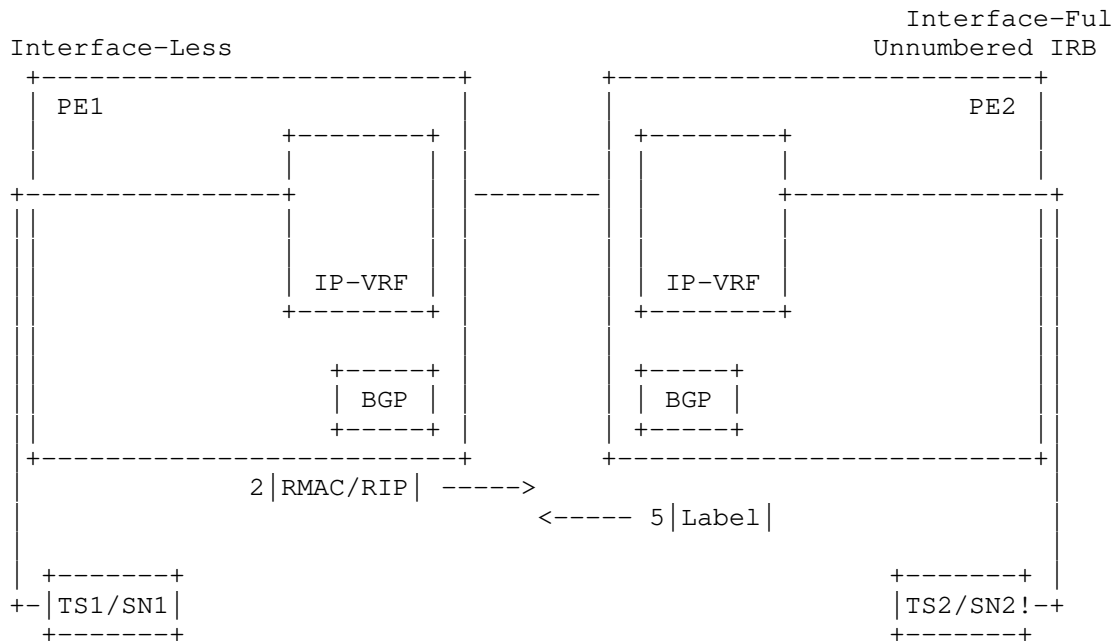 Interface-Ful
Interface-Less Unnumbered IRB
PE1 PE2
IP-VRF IP-VRF
BGP BGP
2|RMAC/RIP| ----->
<----- 5|Label|
TS1/SN1 TS2/SN2!